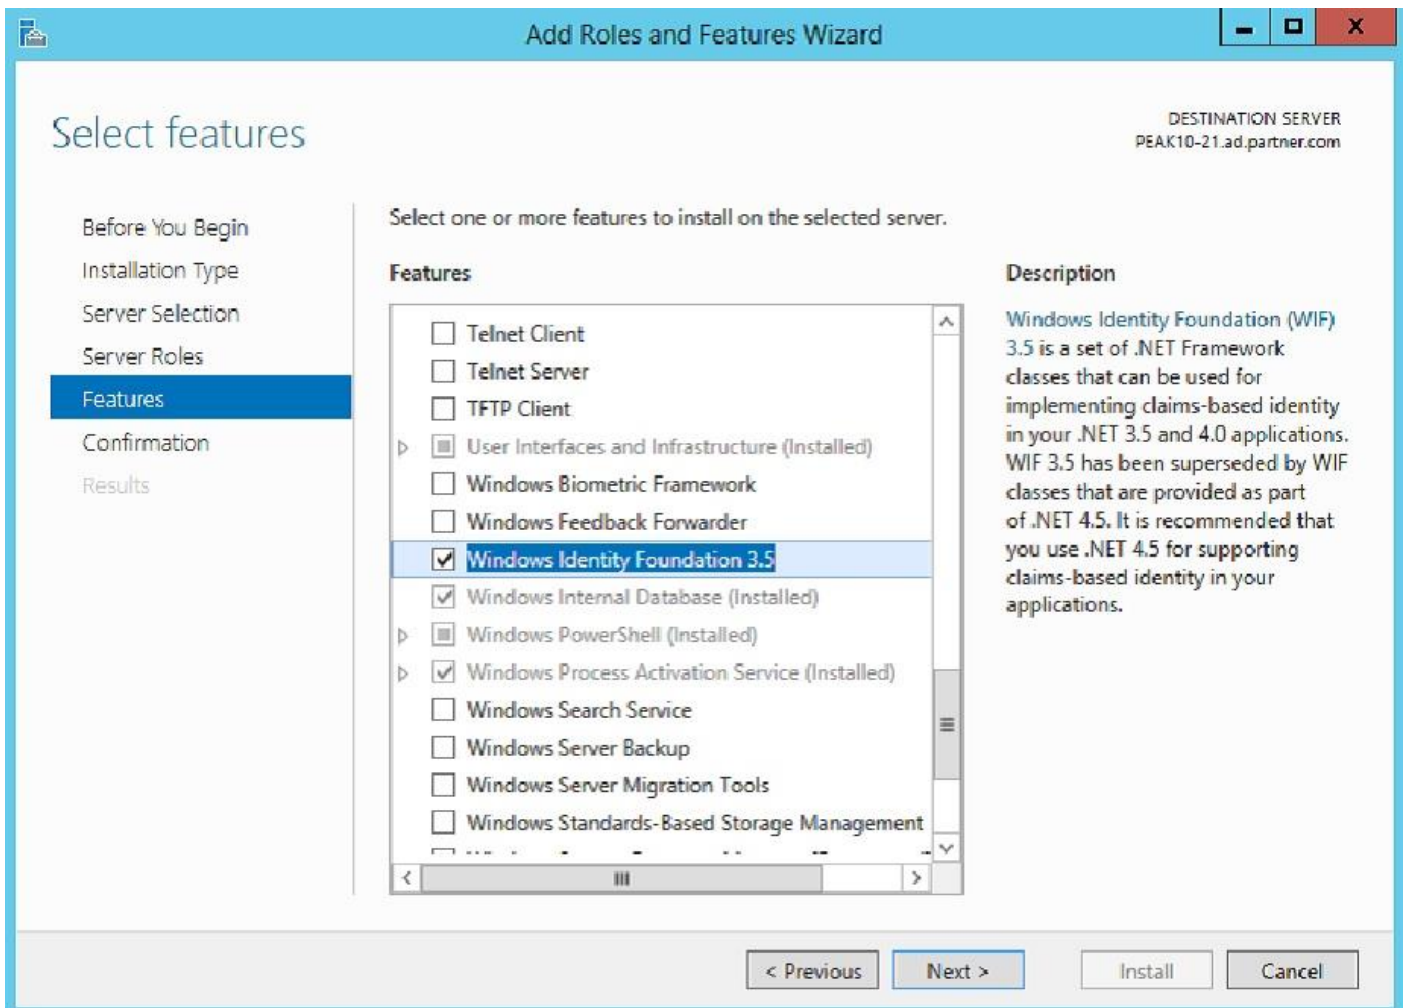 Add Roles and Features Wizard
Select features
DESTINATION SERVER
PEAK10-21.ad.partner.com
Before You Begin
Installation Type
Server Selection
Server Roles
Features
Confirmation
Results
Select one or more features to install on the selected server.
Features
Telnet Client
Telnet Server
TFTP Client
User Interfaces and Infrastructure (Installed)
Windows Biometric Framework
Windows Feedback Forwarder
Windows Identity Foundation 3.5
Windows Internal Database (Installed)
Windows PowerShell (Installed)
Windows Process Activation Service (Installed)
Windows Search Service
Windows Server Backup
Windows Server Migration Tools
Windows Standards-Based Storage Management
Description
Windows Identity Foundation (WIF)
3.5 is a set of .NET Framework
classes that can be used for
implementing claims-based identity
in your .NET 3.5 and 4.0 applications.
WIF 3.5 has been superseded by WIF
classes that are provided as part
of .NET 4.5. It is recommended that
you use .NET 4.5 for supporting
claims-based identity in your
applications.
< Previous
Next >
Install
Cancel